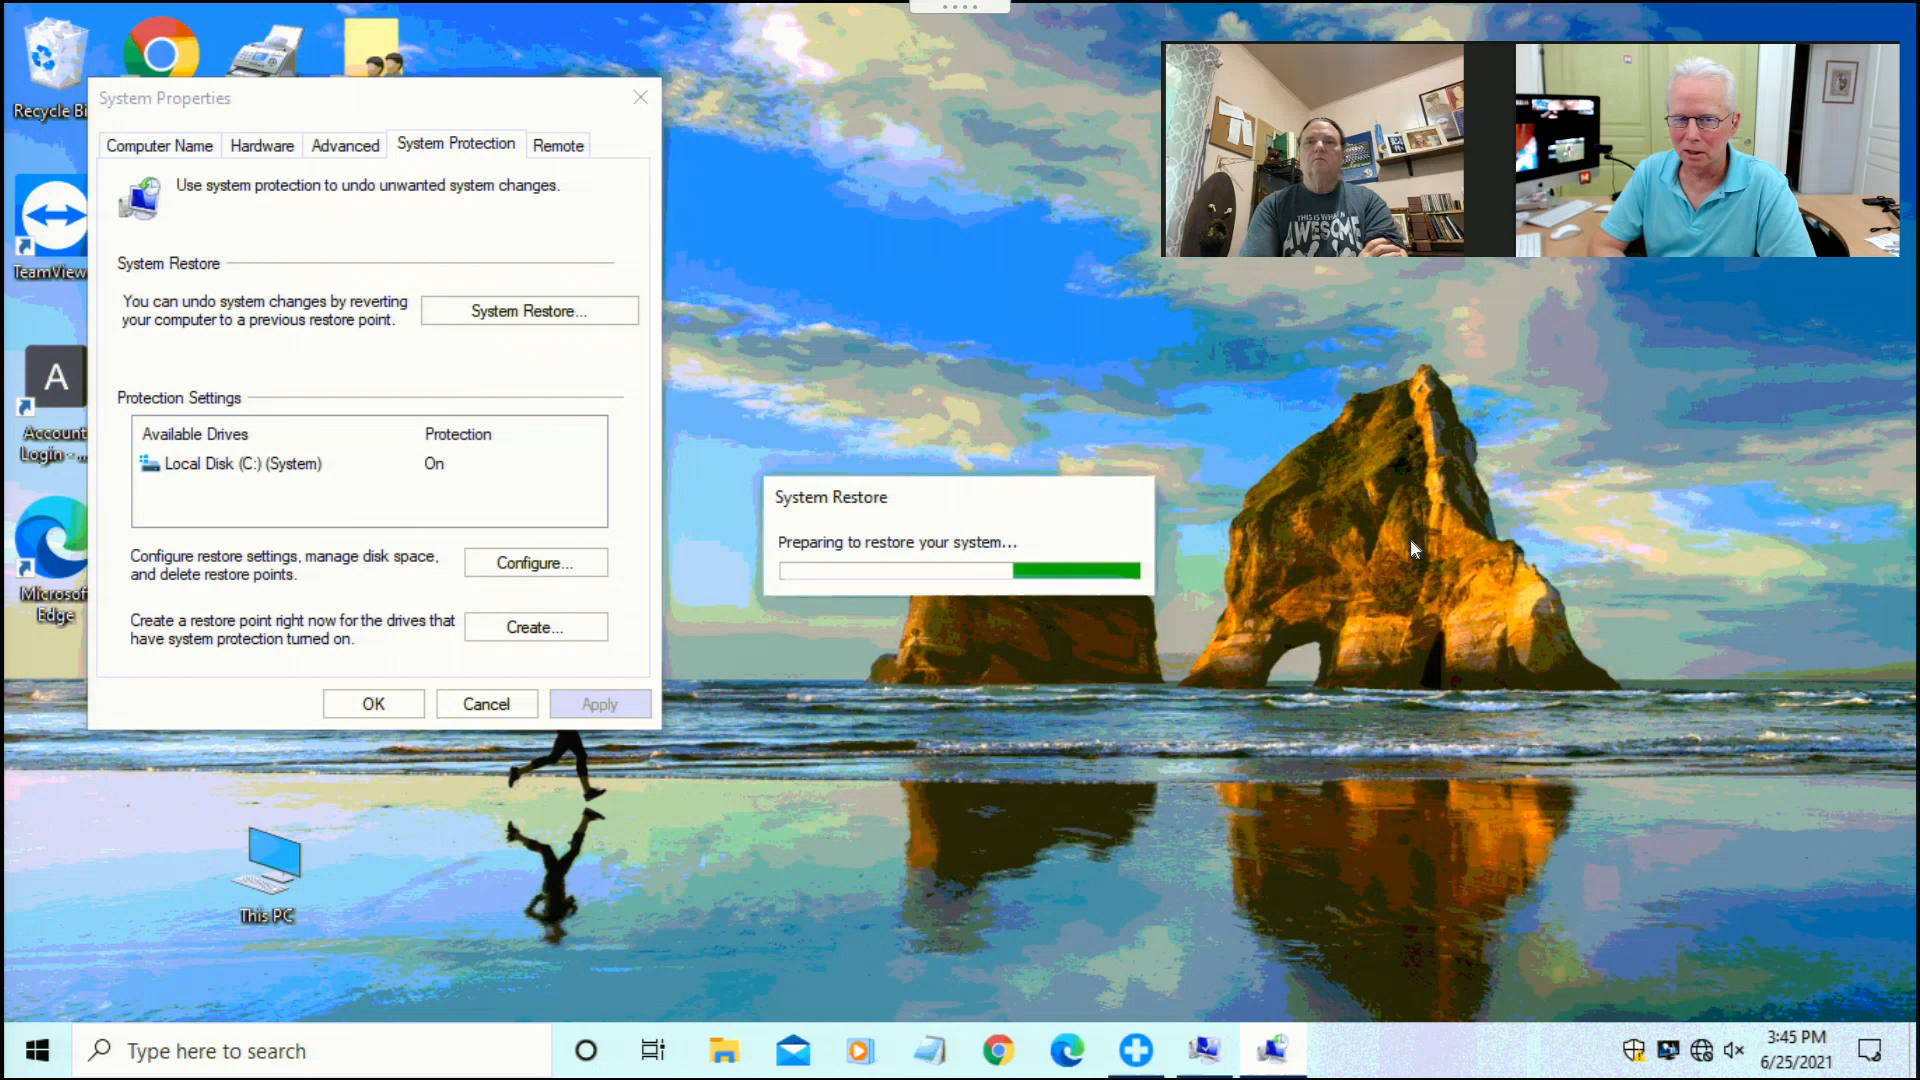 Recycle Bi
System Properties
Computer Name
Hardware
Advanced
System Protection
Remote
Use system protection to undo unwanted system changes.
System Restore
You can undo system changes by reverting
your computer to a previous restore point.
System Restore...
Protection Settings
Available Drives
Protection
Local Disk (C:) (System)
On
Configure restore settings, manage disk space,
and delete restore points.
Configure...
Create a restore point right now for the drives that
have system protection turned on.
Create...
OK
Cancel
Apply
TeamView
A
Account
Login - ...
Microsof
Edge
This PC
System Restore
Preparing to restore your system...
THIS IS WHAT
AWESOME
Type here to search
3:45 PM
6/25/2021